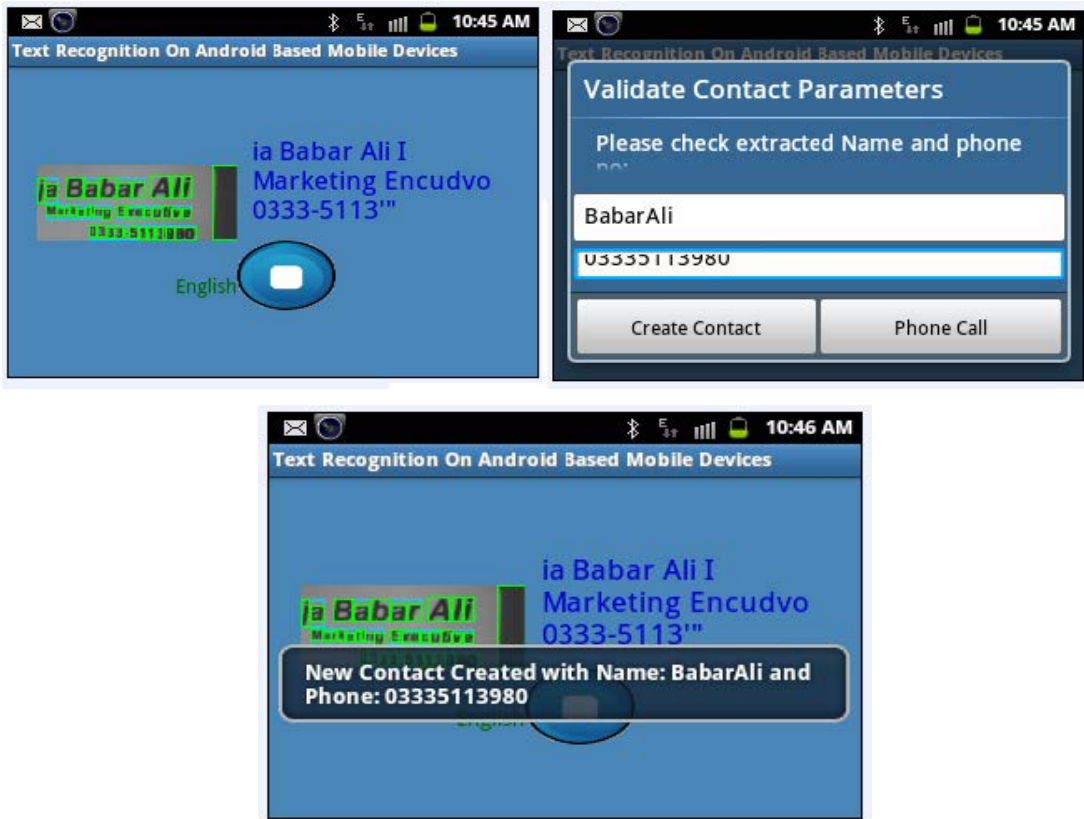 10:45 AM
Text Recognition On Android Based Mobile Devices
ja Babar Ali
Marketing Executive
0333-5113980
ia Babar Ali I
Marketing Encudvo
0333-5113'"
English
10:45 AM
Text Recognition On Android Based Mobile Devices
Validate Contact Parameters
Please check extracted Name and phone
no:
BabarAli
03335113980
Create Contact
Phone Call
10:46 AM
Text Recognition On Android Based Mobile Devices
ja Babar Ali
Marketing Executive
ia Babar Ali I
Marketing Encudvo
0333-5113'"
New Contact Created with Name: BabarAli and
Phone: 03335113980
English